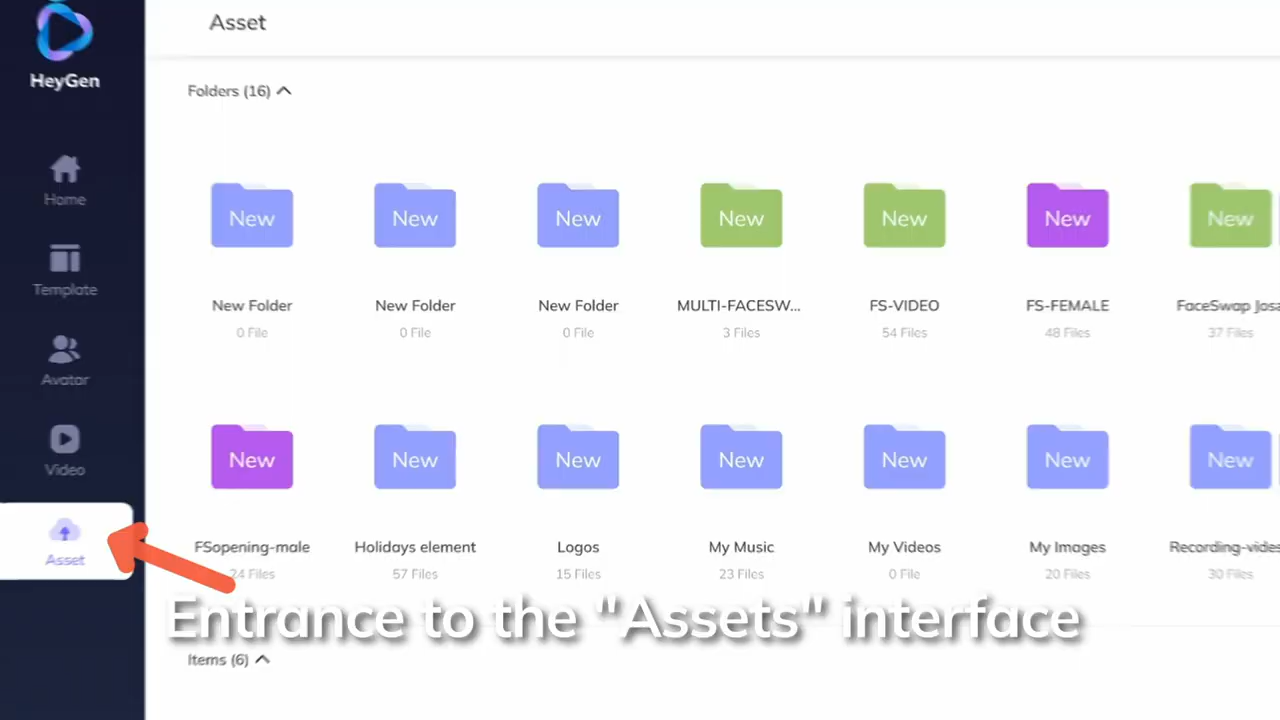 Asset
HeyGen
Folders (16)
Home
Template
Avatar
Video
Asset
New New New New New New New
New Folder New Folder New Folder MULTI-FACESW... FS-VIDEO FS-FEMALE FaceSwap Josa
0 File 0 File 0 File 3 Files 54 Files 48 Files 37 Files
New New New New New New New
FSopening-male Holidays element Logos My Music My Videos My Images Recording-video
24 Files 57 Files 15 Files 23 Files 0 File 20 Files 30 Files
Entrance to the "Assets" interface
Items (6)